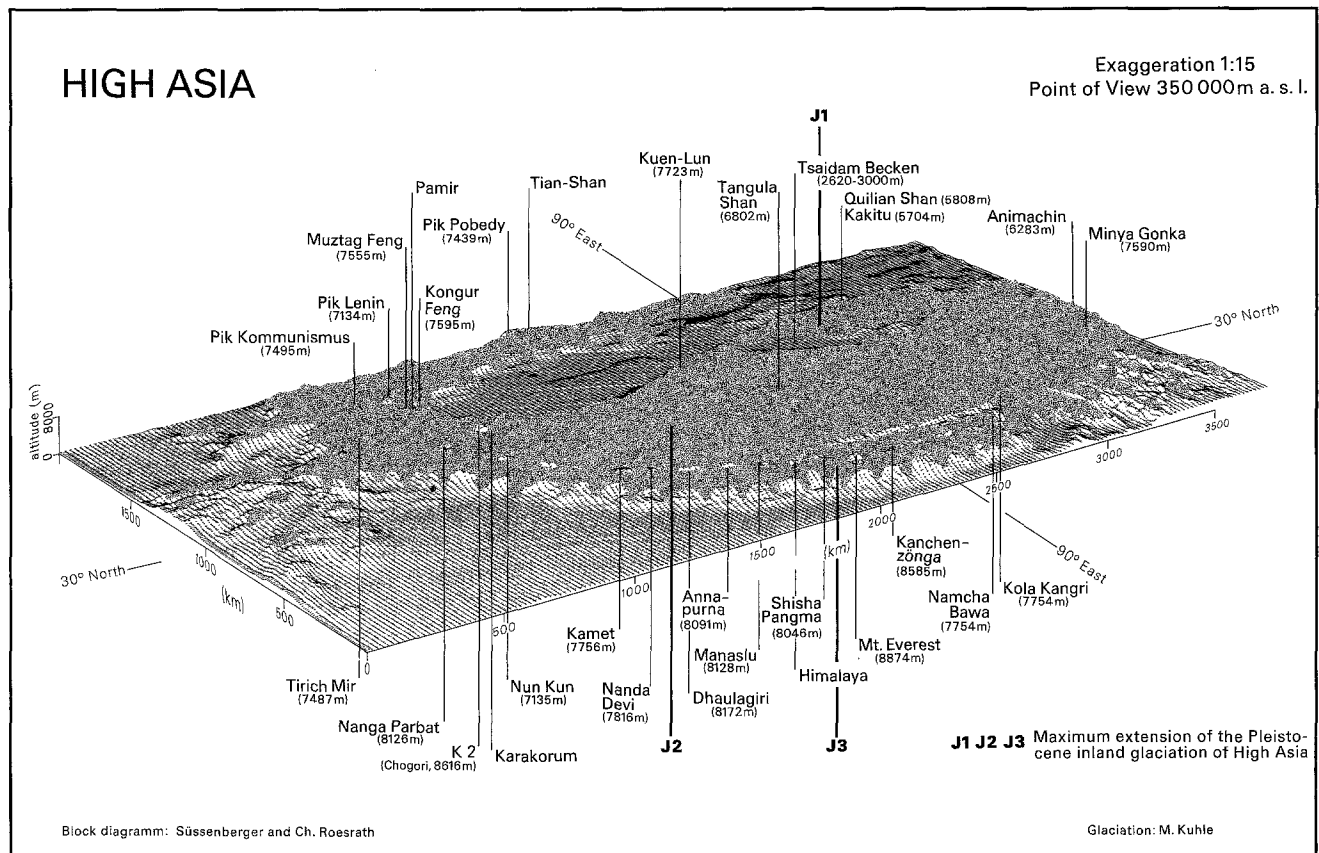 HIGH ASIA
Exaggeration 1:15
Point of View 350 000m a. s. l.
J1
Kuen-Lun
(7723m)
Tsaidam Becken
(2620-3000m)
Tangula
Shan
(6802m)
Quilian Shan (5808m)
Kakitu (5704m)
Animachin
(6283m)
Minya Gonka
(7590m)
Pamir
Tian-Shan
Pik Pobedy
(7439m)
90° East
Muztag Feng
(7555m)
Pik Lenin
(7134m)
Kongur
Feng
(7595m)
Pik Kommunismus
(7495m)
30° North
altitude (m)
8000
0
1500
1000
(km)
500
0
30° North
500
1000
1500
(km)
2000
2500
3000
3500
90° East
Kanchen-
zönga
(8585m)
Namcha
Bawa
(7754m)
Kola Kangri
(7754m)
Anna-
purna
(8091m)
Shisha
Pangma
(8046m)
Kamet
(7756m)
Manaslu
(8128m)
Mt. Everest
(8874m)
Himalaya
Tirich Mir
(7487m)
Nun Kun
(7135m)
Nanda
Devi
(7816m)
Dhaulagiri
(8172m)
Nanga Parbat
(8126m)
K 2
(Chogori, 8616m)
Karakorum
J2
J3
J1 J2 J3 Maximum extension of the Pleisto-
cene inland glaciation of High Asia
Block diagramm: Süssenberger and Ch. Roesrath
Glaciation: M. Kuhle